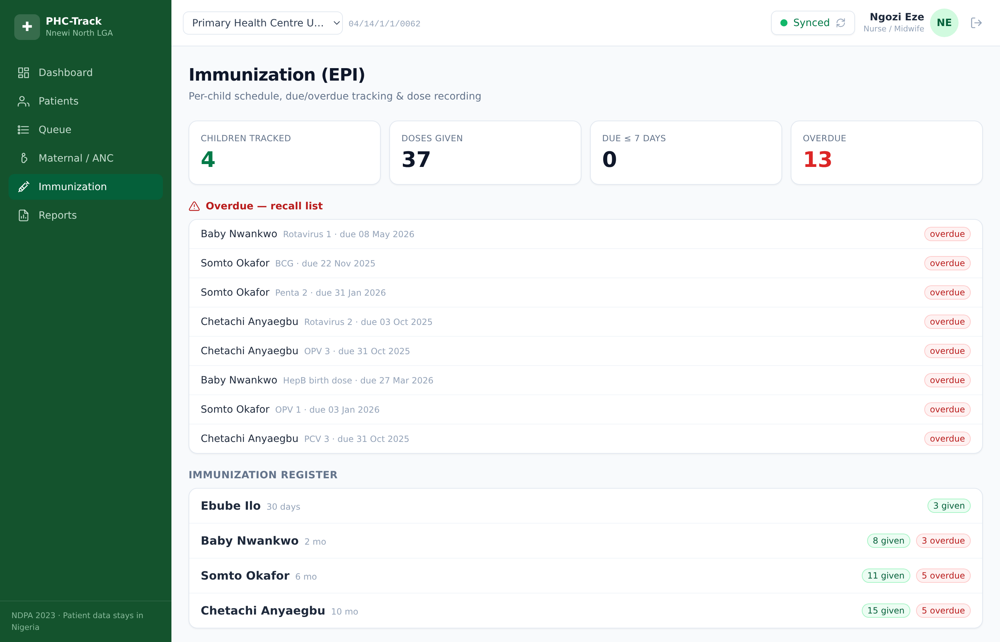 PHC-Track
Nnewi North LGA
Dashboard
Patients
Queue
Maternal / ANC
Immunization
Reports
NDPA 2023 · Patient data stays in
Nigeria
Primary Health Centre U...
04/14/1/1/0062
Synced
Ngozi Eze
Nurse / Midwife
NE
Immunization (EPI)
Per-child schedule, due/overdue tracking & dose recording
CHILDREN TRACKED
4
DOSES GIVEN
37
DUE ≤ 7 DAYS
0
OVERDUE
13
Overdue — recall list
Baby Nwankwo Rotavirus 1 · due 08 May 2026 overdue
Somto Okafor BCG · due 22 Nov 2025 overdue
Somto Okafor Penta 2 · due 31 Jan 2026 overdue
Chetachi Anyaegbu Rotavirus 2 · due 03 Oct 2025 overdue
Chetachi Anyaegbu OPV 3 · due 31 Oct 2025 overdue
Baby Nwankwo HepB birth dose · due 27 Mar 2026 overdue
Somto Okafor OPV 1 · due 03 Jan 2026 overdue
Chetachi Anyaegbu PCV 3 · due 31 Oct 2025 overdue
IMMUNIZATION REGISTER
Ebube Ilo 30 days 3 given
Baby Nwankwo 2 mo 8 given 3 overdue
Somto Okafor 6 mo 11 given 5 overdue
Chetachi Anyaegbu 10 mo 15 given 5 overdue